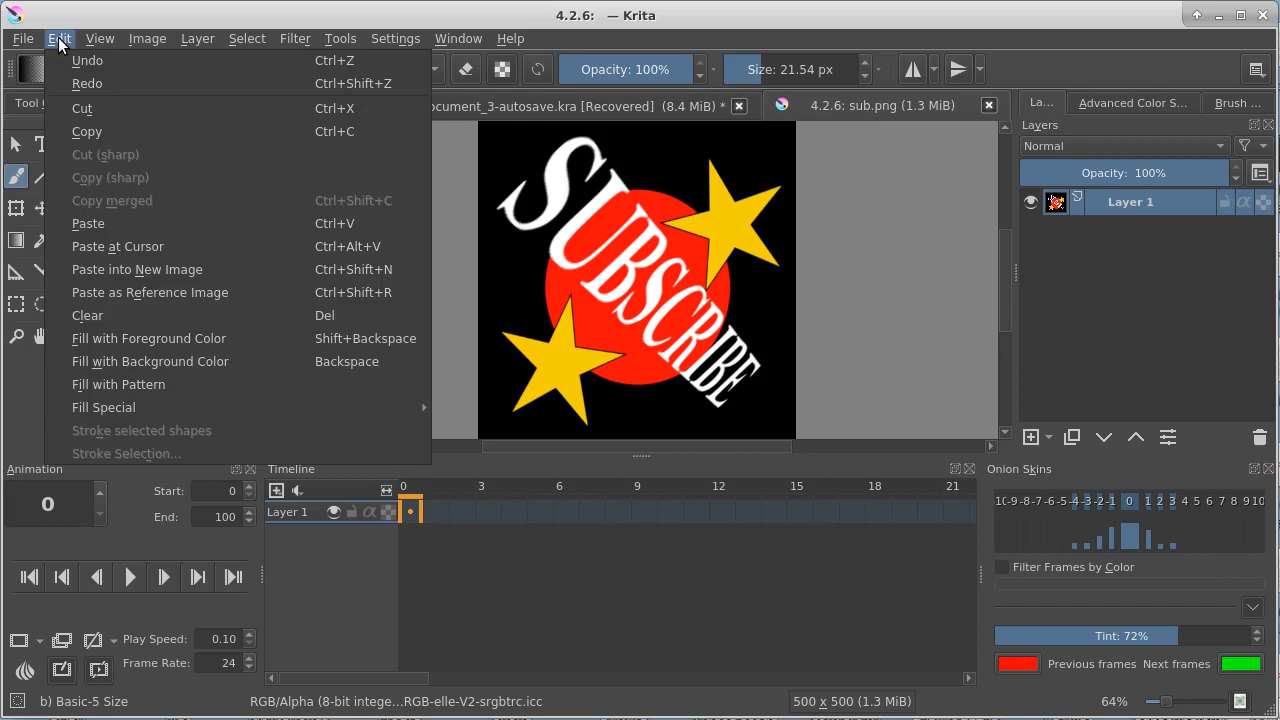 4.2.6:   — Krita
File Edit View Image Layer Select Filter Tools Settings Window Help
Opacity: 100% Size: 21.54 px
Tool
ocument_3-autosave.kra [Recovered] (8.4 MiB) * 4.2.6: sub.png (1.3 MiB)
La... Advanced Color S... Brush ...
Undo Ctrl+Z
Redo Ctrl+Shift+Z
Cut Ctrl+X
Copy Ctrl+C
Cut (sharp)
Copy (sharp)
Copy merged Ctrl+Shift+C
Paste Ctrl+V
Paste at Cursor Ctrl+Alt+V
Paste into New Image Ctrl+Shift+N
Paste as Reference Image Ctrl+Shift+R
Clear Del
Fill with Foreground Color Shift+Backspace
Fill with Background Color Backspace
Fill with Pattern
Fill Special
Stroke selected shapes
Stroke Selection...
SUBSCRIBE
Layers
Normal
Opacity: 100%
Layer 1
Animation
0
Start: 0
End: 100
Play Speed: 0.10
Frame Rate: 24
Timeline
0 3 6 9 12 15 18 21
Layer 1
Onion Skins
10-9-8-7-6-5-4-3-2-1 0 1 2 3 4 5 6 7 8 9 10
Filter Frames by Color
Tint: 72%
Previous frames Next frames
b) Basic-5 Size RGB/Alpha (8-bit intege...RGB-elle-V2-srgbtrc.icc 500 x 500 (1.3 MiB) 64%